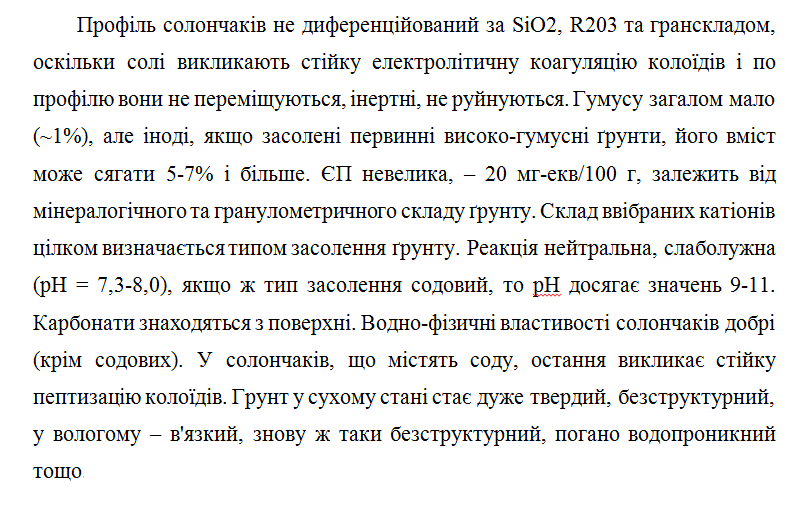 Профіль солончаків не диференційований за SiO2, R203 та гранскладом,
оскільки солі викликають стійку електролітичну коагуляцію колоїдів і по
профілю вони не переміщуються, інертні, не руйнуються. Гумусу загалом мало
(~1%), але іноді, якщо засолені первинні високо-гумусні ґрунти, його вміст
може сягати 5-7% і більше. ЄП невелика, – 20 мг-екв/100 г, залежить від
мінералогічного та гранулометричного складу ґрунту. Склад ввібраних катіонів
цілком визначається типом засолення ґрунту. Реакція нейтральна, слаболужна
(рН = 7,3-8,0), якщо ж тип засолення содовий, то рН досягає значень 9-11.
Карбонати знаходяться з поверхні. Водно-фізичні властивості солончаків добрі
(крім содових). У солончаків, що містять соду, остання викликає стійку
пептизацію колоїдів. Грунт у сухому стані стає дуже твердий, безструктурний,
у вологому – в'язкий, знову ж таки безструктурний, погано водопроникний
тощо